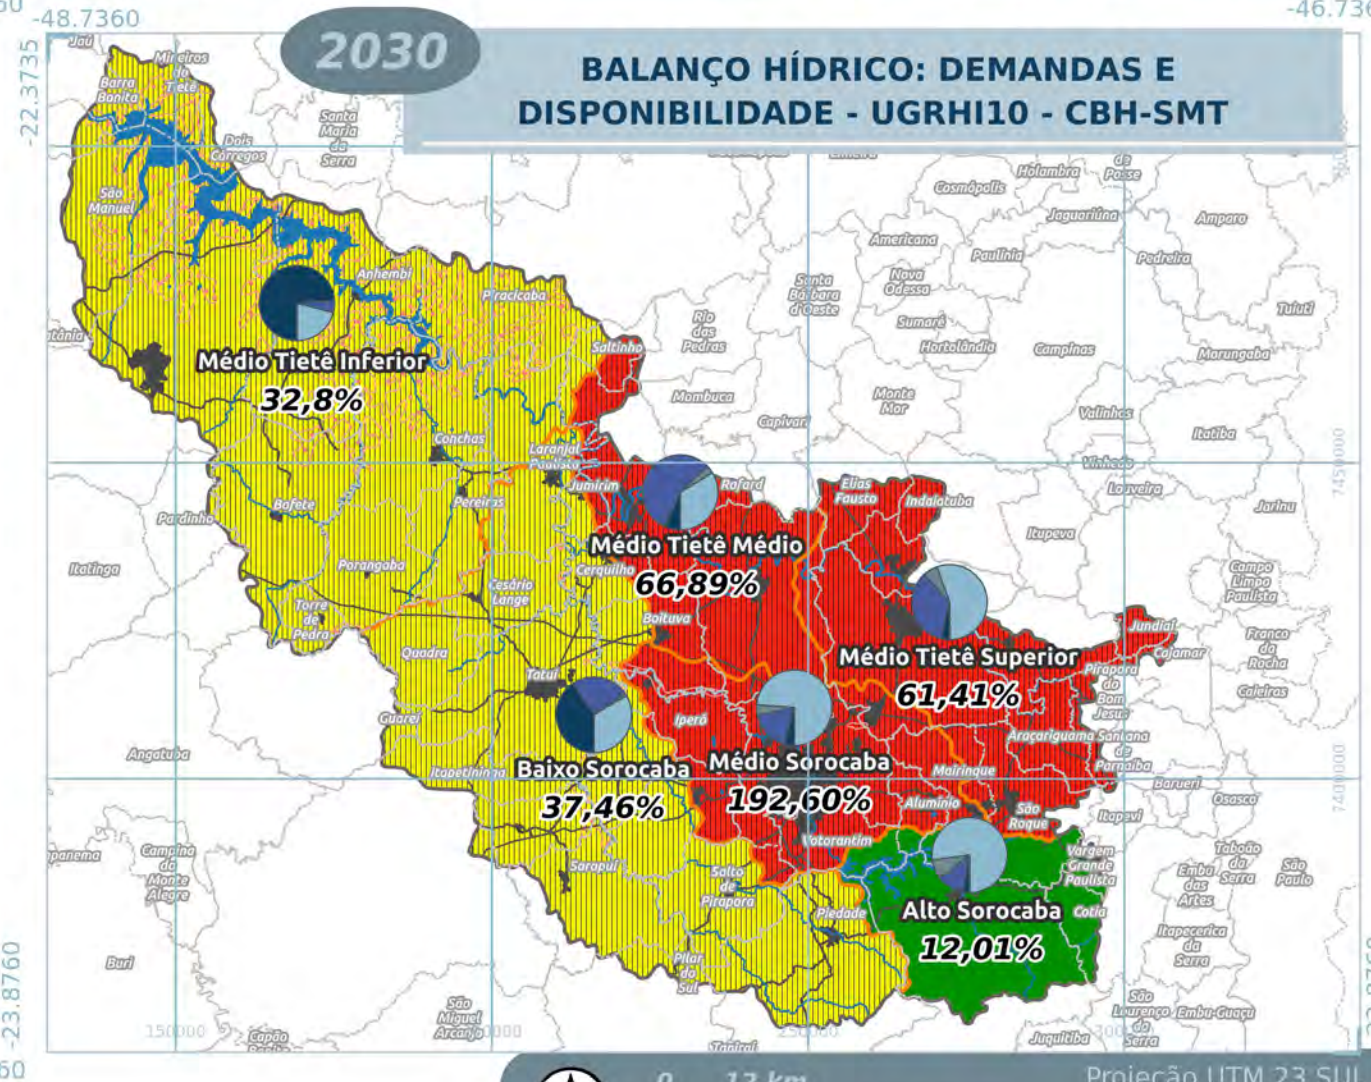 -48.7360
-46.736
-22.3735
2030
BALANÇO HÍDRICO: DEMANDAS E
DISPONIBILIDADE - UGRHI10 - CBH-SMT
Jaú
Mineiros
do
Tietê
Barra
Bonita
Dois
Córregos
Santa
Maria
da
Serra
São
Manuel
Holambra
de
Posse
Cosmópolis
Jaguariúna
Amparo
Americana
Paulínia
Pedreira
Anhembi
Piracicaba
Nova
Odessa
Santa
Bárbara
d'Oeste
Rio
das
Pedras
Sumaré
Tuiuti
Hortolândia
Campinas
Morungaba
Saltinho
Médio Tietê Inferior
32,8%
Mombuca
Monte
Mor
Capivari
Valinhos
Itatiba
Conchas
Laranjal
Paulista
Vinhedo
7450000
Louveira
Jumirim
Rafard
Elias
Fausto
Indaiatuba
Jarinu
Pereiras
Bofete
Pardinho
Itupeva
Médio Tietê Médio
66,89%
Itatinga
Porangaba
Cerquilho
Cesário
Lange
Campo
Limpo
Paulista
Torre
de
Pedra
Boituva
Jundiaí
Cajamar
Franco
da
Rocha
Quadra
Médio Tietê Superior
61,41%
Pirapora
do
Bom
Jesus
Caieiras
Tatuí
Guareí
Iperó
Araçariguama
Santana
de
Parnaíba
Angatuba
Itapetininga
Baixo Sorocaba
37,46%
Médio Sorocaba
192,60%
Mairinque
Barueri
7400000
Osasco
Alumínio
São
Roque
Itapevi
Votorantim
Vargem
Grande
Paulista
Taboão
da
Serra
São
Paulo
Campina
do
Monte
Alegre
Sarapuí
Salto
de
Pirapora
Embu
das
Artes
Piedade
Alto Sorocaba
12,01%
Cotia
Itapecerica
da
Serra
Buri
Pilar
do
Sul
-23.8760
São
Miguel
Arcanjo
São
Lourenço
da
Serra
Embu-Guaçu
150000
250000
Capão
Tapiraí
Juquitiba
0 12 km
Projeção UTM 23 SUL